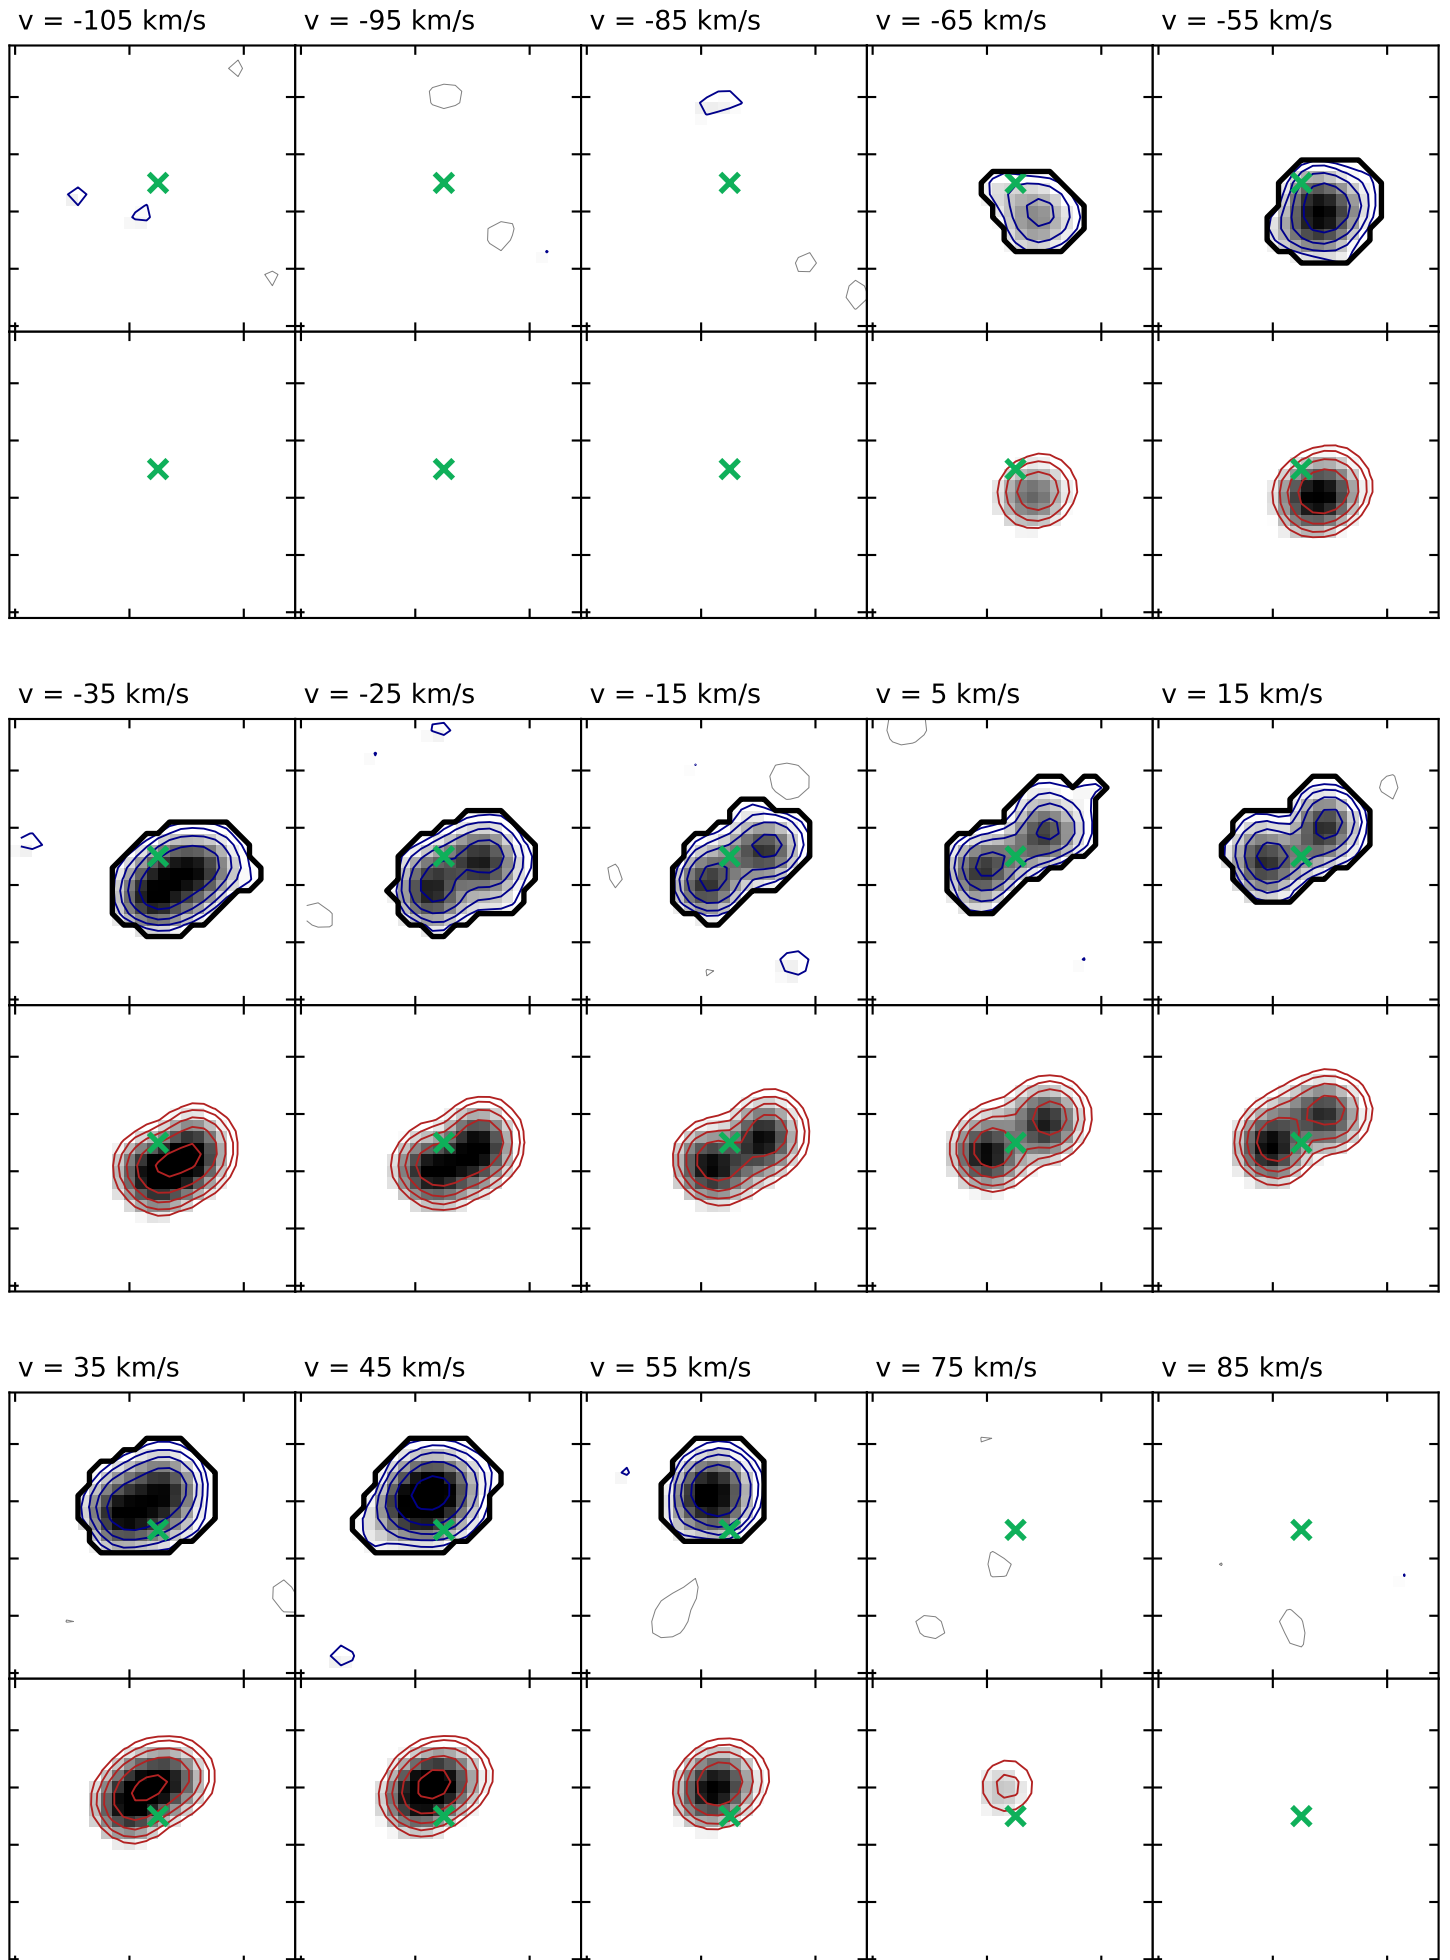 v = -105 km/s
v = -95 km/s
v = -85 km/s
v = -65 km/s
v = -55 km/s
v = -35 km/s
v = -25 km/s
v = -15 km/s
v = 5 km/s
v = 15 km/s
v = 35 km/s
v = 45 km/s
v = 55 km/s
v = 75 km/s
v = 85 km/s